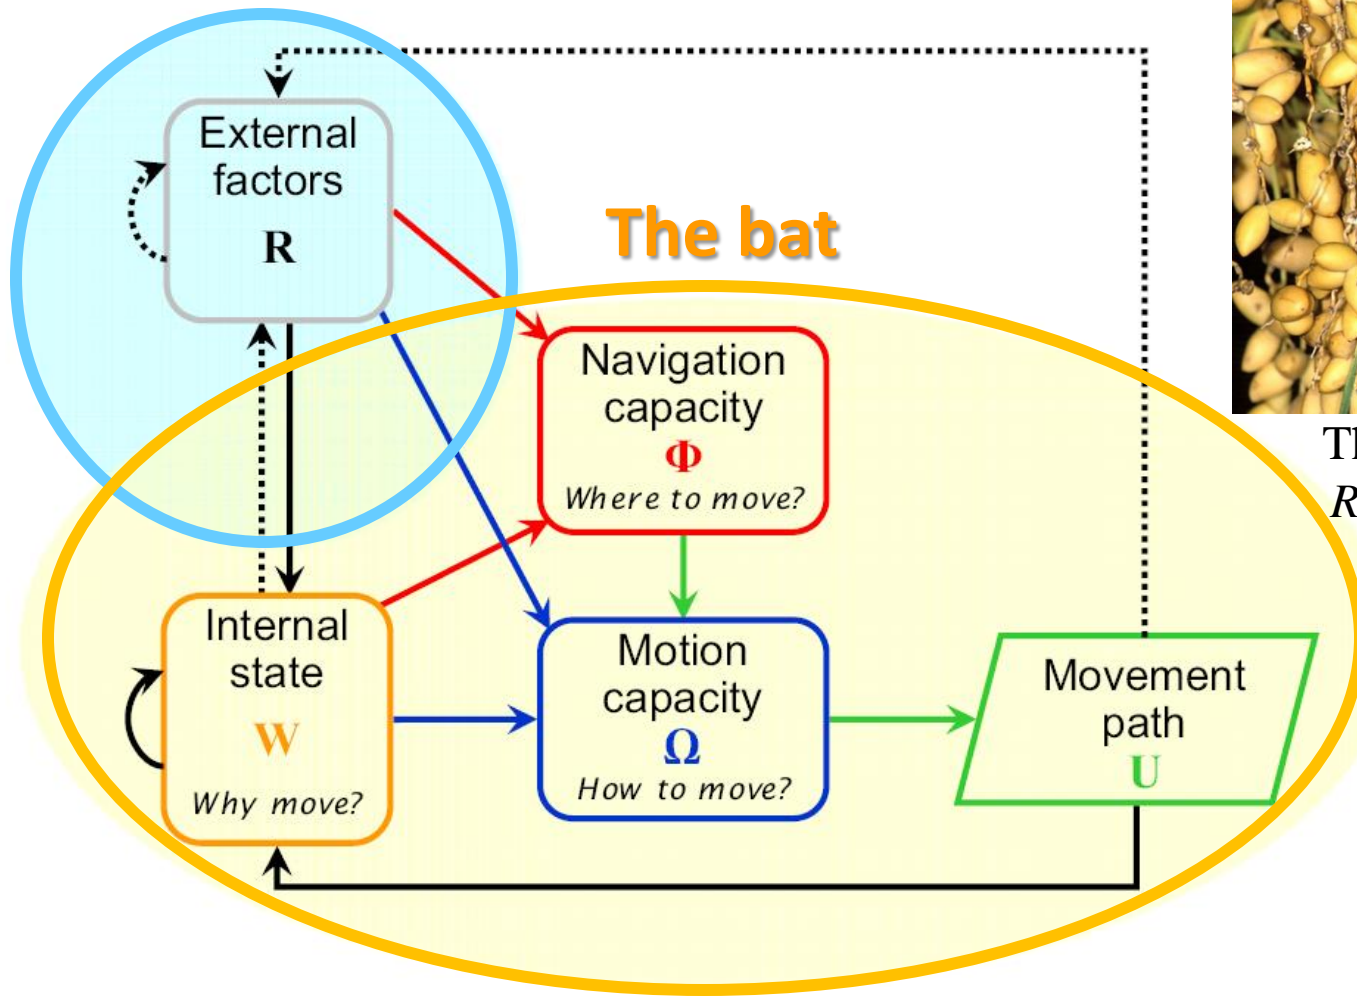 External
factors
R
The bat
Navigation
capacity
Φ
Where to move?
Internal
state
W
Why move?
Motion
capacity
Ω
How to move?
Movement
path
U